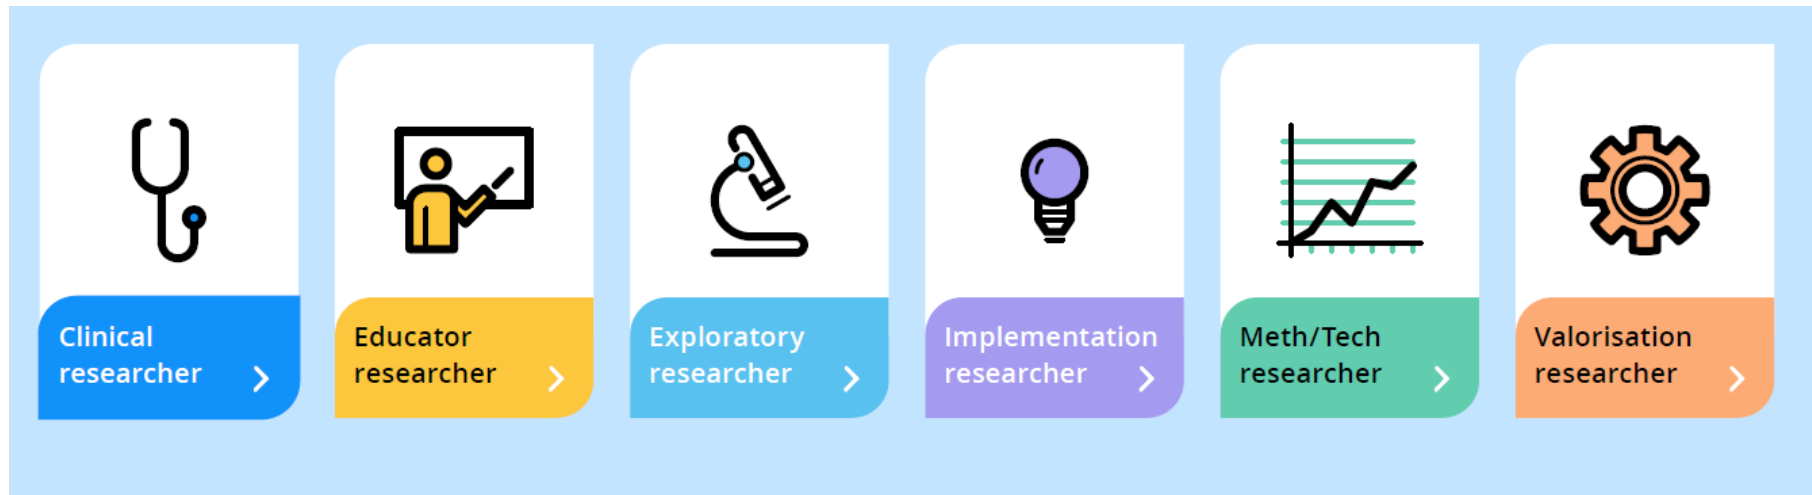 Clinical
researcher
Educator
researcher
Exploratory
researcher
Implementation
researcher
Meth/Tech
researcher
Valorisation
researcher